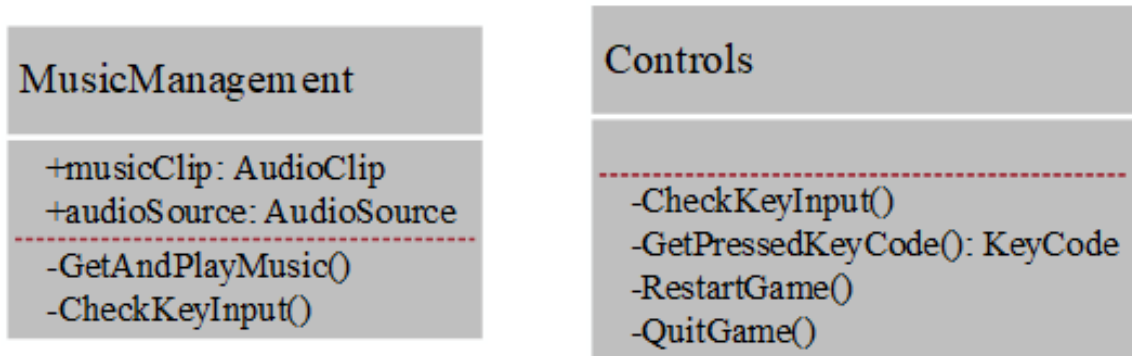 MusicManagement
+musicClip: AudioClip
+audioSource: AudioSource
-GetAndPlayMusic()
-CheckKeyInput()
Controls
-CheckKeyInput()
-GetPressedKeyCode(): KeyCode
-RestartGame()
-QuitGame()